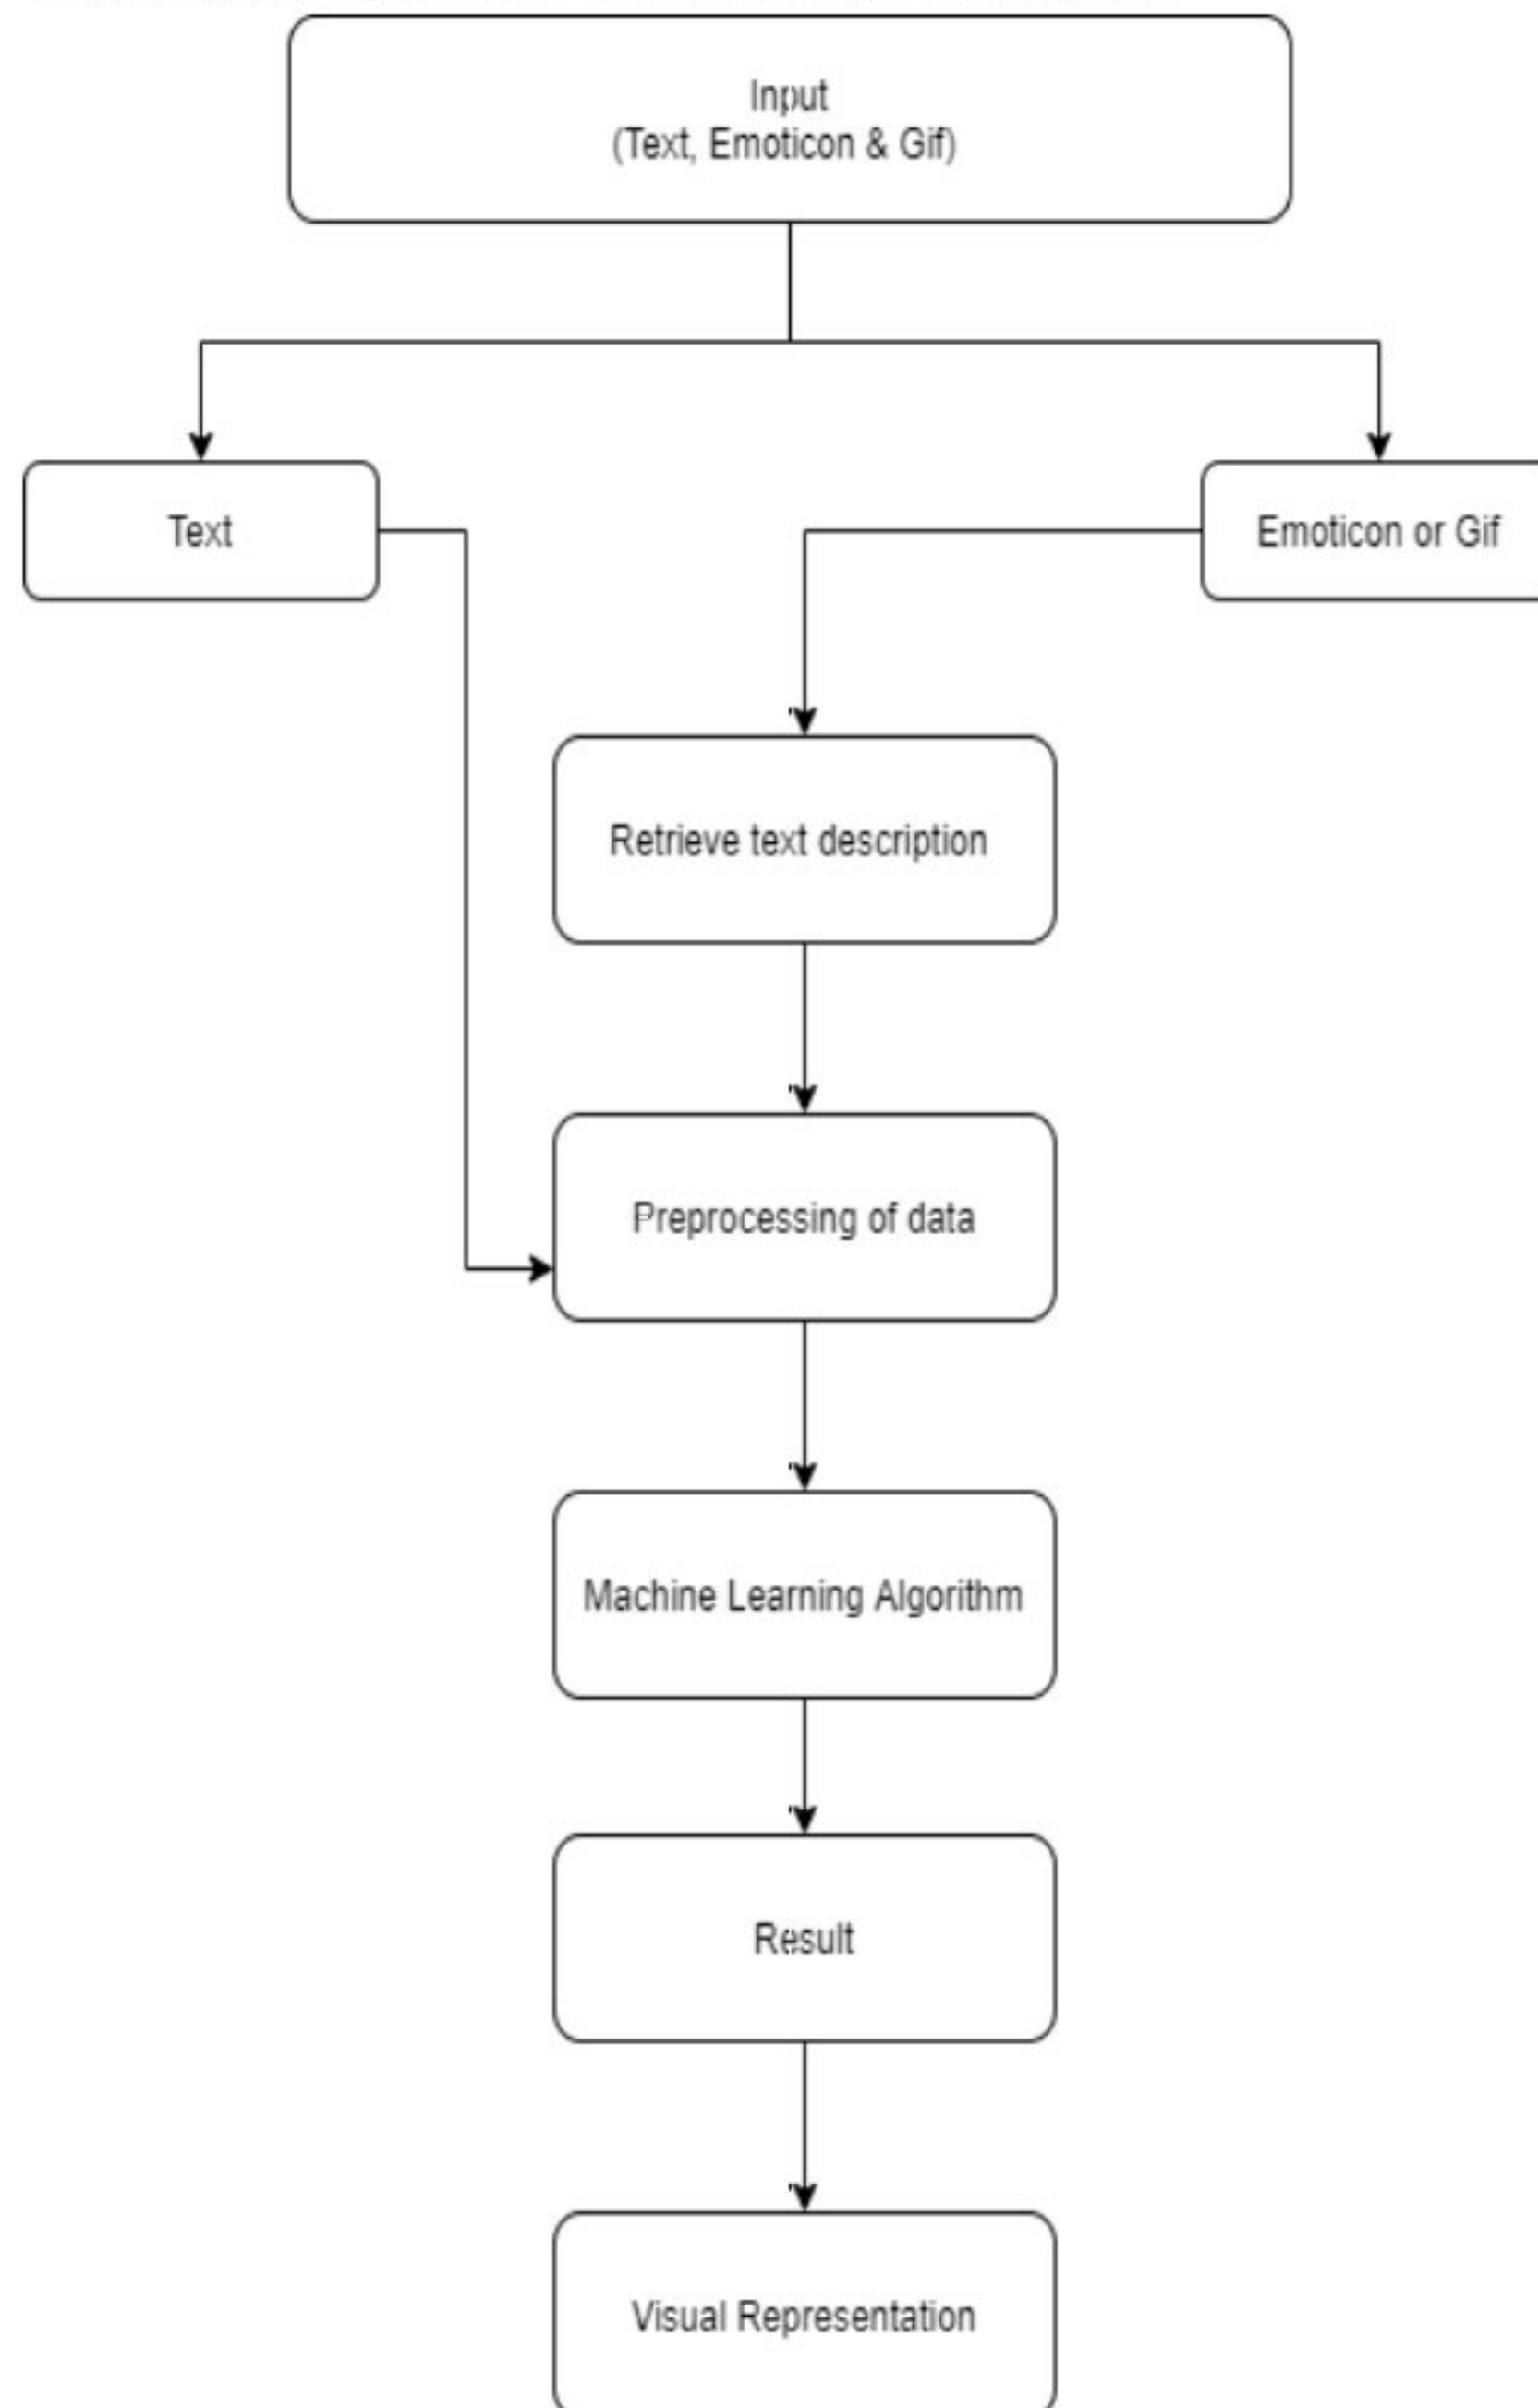 Input
(Text, Emoticon & Gif)
Text
Emoticon or Gif
Retrieve text description
Preprocessing of data
Machine Learning Algorithm
Result
Visual Representation